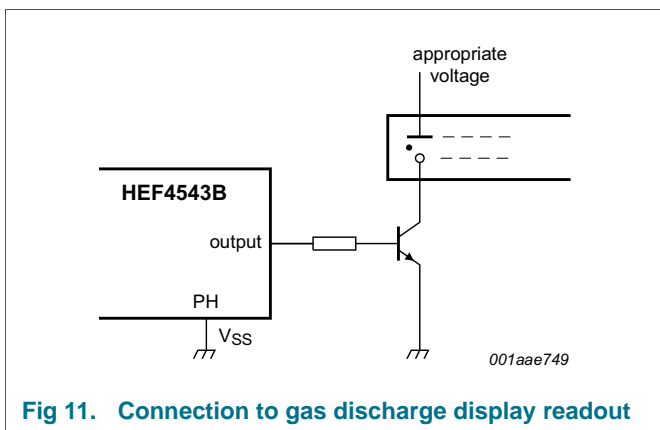 appropriate
voltage
HEF4543B
output
PH
VSS
001aae749
Fig 11. Connection to gas discharge display readout